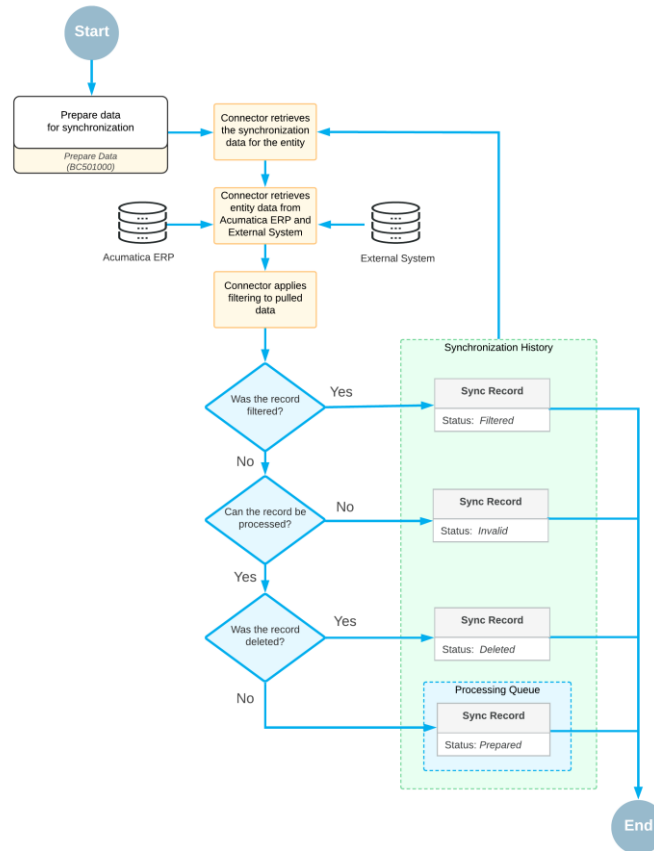 Start
Prepare data
for synchronization
Prepare Data
(BC501000)
Connector retrieves
the synchronization
data for the entity
Connector retrieves
entity data from
Acumatica ERP and
External System
Acumatica ERP
External System
Connector applies
filtering to pulled
data
Synchronization History
Was the record
filtered?
Yes
Sync Record
Status: Filtered
No
Can the record be
processed?
No
Sync Record
Status: Invalid
Yes
Was the record
deleted?
Yes
Sync Record
Status: Deleted
No
Processing Queue
Sync Record
Status: Prepared
End